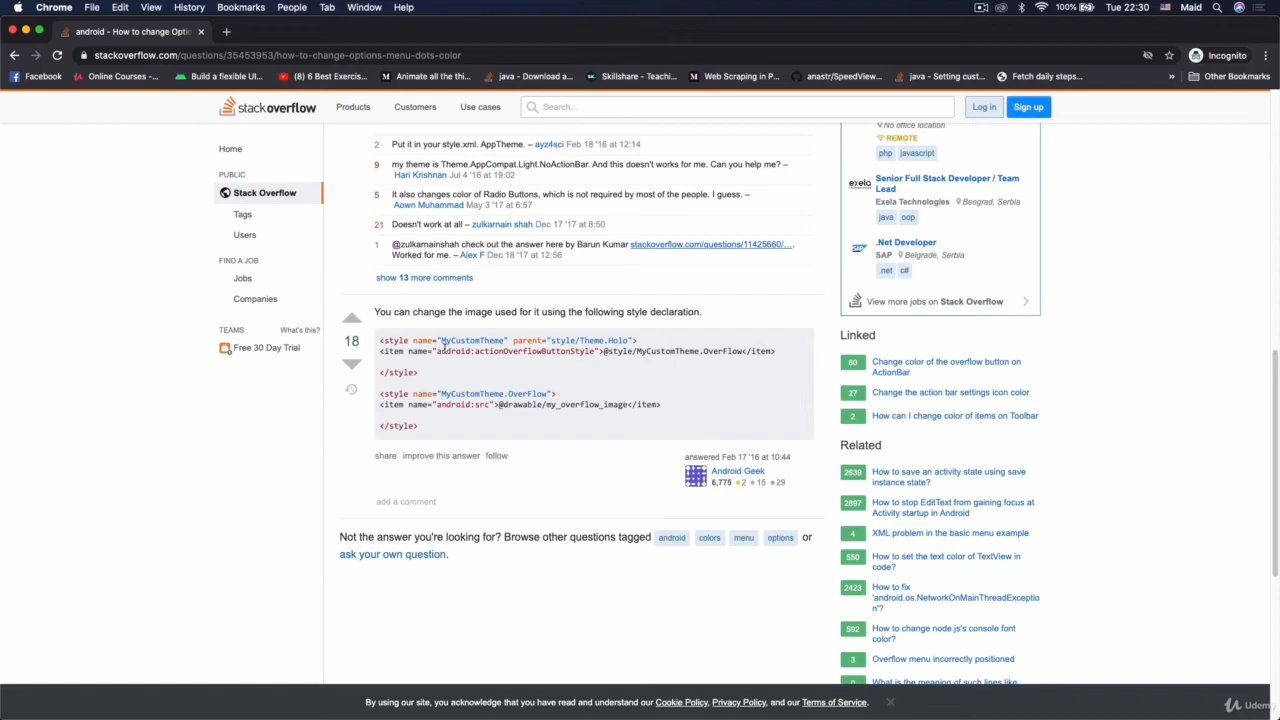 Chrome File Edit View History Bookmarks People Tab Window Help 100% Tue 22:30 Maid
android - How to change Optio
stackoverflow.com/questions/35453953/how-to-change-options-menu-dots-color Incognito
Facebook Online Courses -... Build a flexible UI... (8) 6 Best Exercis... Animate all the thi... java - Download a... Skillshare - Teachi... Web Scraping in P... anastr/SpeedView... java - Setting cust... Fetch daily steps... » Other Bookmarks
stackoverflow Products Customers Use cases Search... Log in Sign up
Home
PUBLIC
Stack Overflow
Tags
Users
FIND A JOB
Jobs
Companies
TEAMS What's this?
Free 30 Day Trial
2 Put it in your style.xml. AppTheme. – ayz4sci Feb 18 '16 at 12:14
9 my theme is Theme.AppCompat.Light.NoActionBar. And this doesn't works for me. Can you help me? –
Hari Krishnan Jul 4 '16 at 19:02
5 It also changes color of Radio Buttons, which is not required by most of the people. I guess. –
Aown Muhammad May 3 '17 at 6:57
21 Doesn't work at all – zulkarnain shah Dec 17 '17 at 8:50
1 @zulkarnainshah check out the answer here by Barun Kumar stackoverflow.com/questions/11425660/….
Worked for me. – Alex F Dec 18 '17 at 12:56
show 13 more comments
You can change the image used for it using the following style declaration.
18
<style name="MyCustomTheme" parent="style/Theme.Holo">
<item name="android:actionOverflowButtonStyle">@style/MyCustomTheme.OverFlow</item>
</style>
<style name="MyCustomTheme.OverFlow">
<item name="android:src">@drawable/my_overflow_image</item>
</style>
share improve this answer follow
answered Feb 17 '16 at 10:44
Android Geek
6,775 2 15 29
add a comment
Not the answer you're looking for? Browse other questions tagged android colors menu options or
ask your own question.
No office location
REMOTE
php javascript
exela
Senior Full Stack Developer / Team
Lead
Exela Technologies Beograd, Serbia
java oop
SAP
.Net Developer
SAP Belgrade, Serbia
.net c#
View more jobs on Stack Overflow
Linked
60 Change color of the overflow button on
ActionBar
27 Change the action bar settings icon color
2 How can I change color of items on Toolbar
Related
2639 How to save an activity state using save
instance state?
2897 How to stop EditText from gaining focus at
Activity startup in Android
4 XML problem in the basic menu example
550 How to set the text color of TextView in
code?
2423 How to fix
'android.os.NetworkOnMainThreadExceptio
n'?
592 How to change node.js's console font
color?
3 Overflow menu incorrectly positioned
0 What is the meaning of such lines like
By using our site, you acknowledge that you have read and understand our Cookie Policy, Privacy Policy, and our Terms of Service.
Udemy